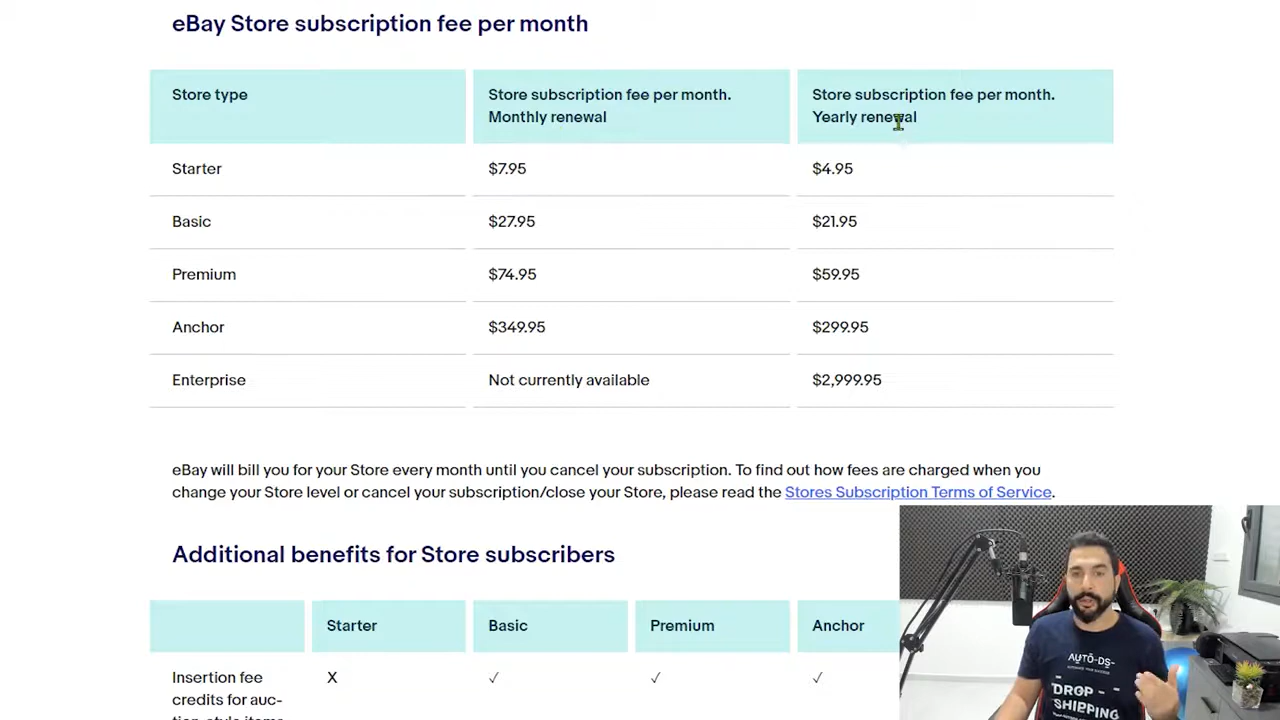 eBay Store subscription fee per month
Store type
Store subscription fee per month.
Monthly renewal
Store subscription fee per month.
Yearly renewal
Starter
$7.95
$4.95
Basic
$27.95
$21.95
Premium
$74.95
$59.95
Anchor
$349.95
$299.95
Enterprise
Not currently available
$2,999.95
eBay will bill you for your Store every month until you cancel your subscription. To find out how fees are charged when you
change your Store level or cancel your subscription/close your Store, please read the Stores Subscription Terms of Service.
Additional benefits for Store subscribers
Starter
Basic
Premium
Anchor
Insertion fee
credits for auc-
tion-style items
X
✓
✓
✓
AUTO-DS-
DROP
SHIPPING